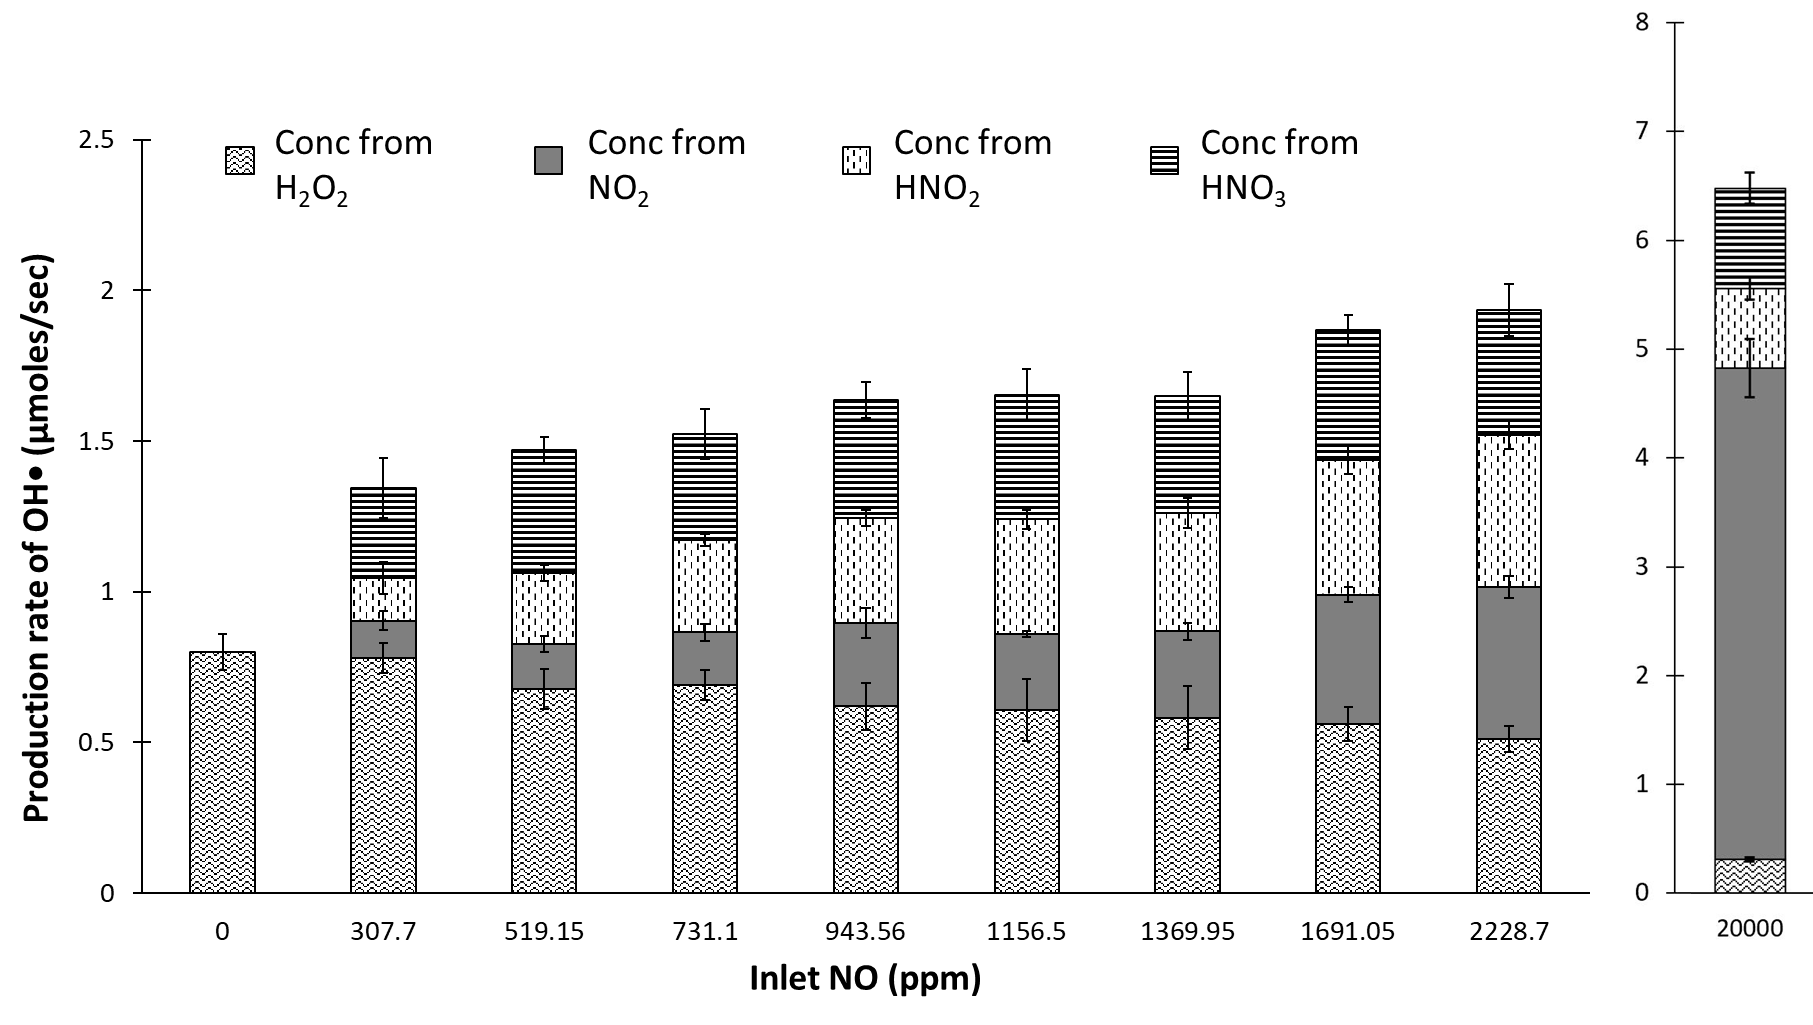 Production rate of OH• (µmoles/sec)
2.5
2
1.5
1
0.5
0
Conc from
H₂O₂
Conc from
NO₂
Conc from
HNO₂
Conc from
HNO₃
0 307.7 519.15 731.1 943.56 1156.5 1369.95 1691.05 2228.7
Inlet NO (ppm)
8
7
6
5
4
3
2
1
0
20000